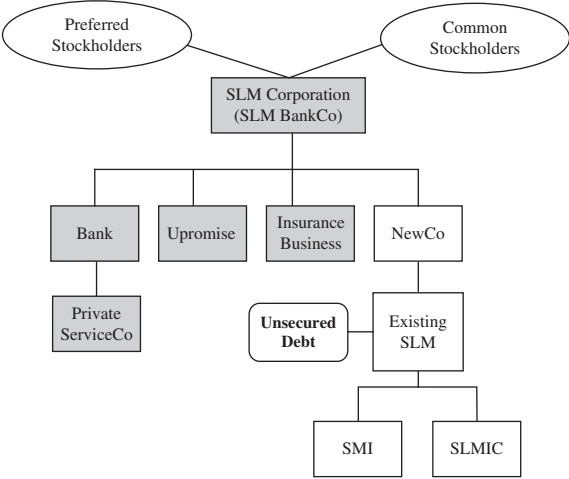 Preferred
Stockholders
Common
Stockholders
SLM Corporation
(SLM BankCo)
Bank
Upromise
Insurance
Business
NewCo
Private
ServiceCo
Unsecured
Debt
Existing
SLM
SMI
SLMIC